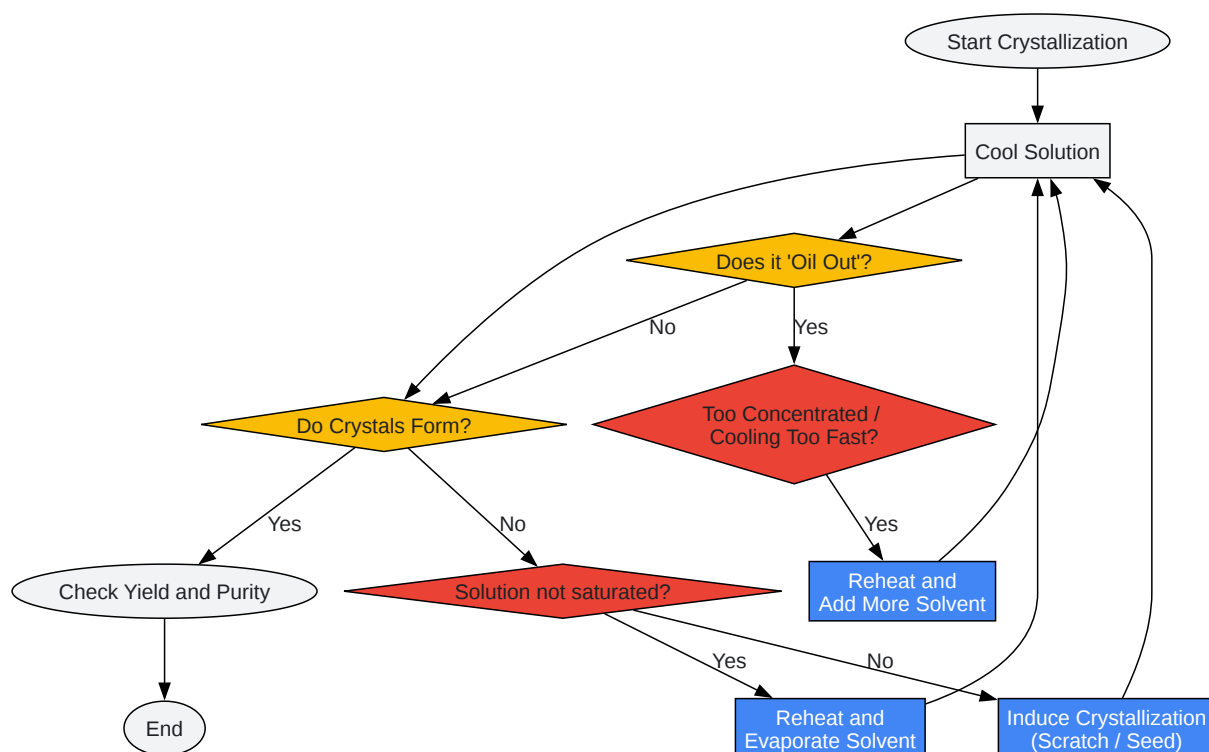 Start Crystallization
Cool Solution
Does it 'Oil Out'?
No
Yes
Too Concentrated /
Cooling Too Fast?
Do Crystals Form?
Yes
No
Yes
Check Yield and Purity
Solution not saturated?
Reheat and
Add More Solvent
Yes
No
End
Reheat and
Evaporate Solvent
Induce Crystallization
(Scratch / Seed)